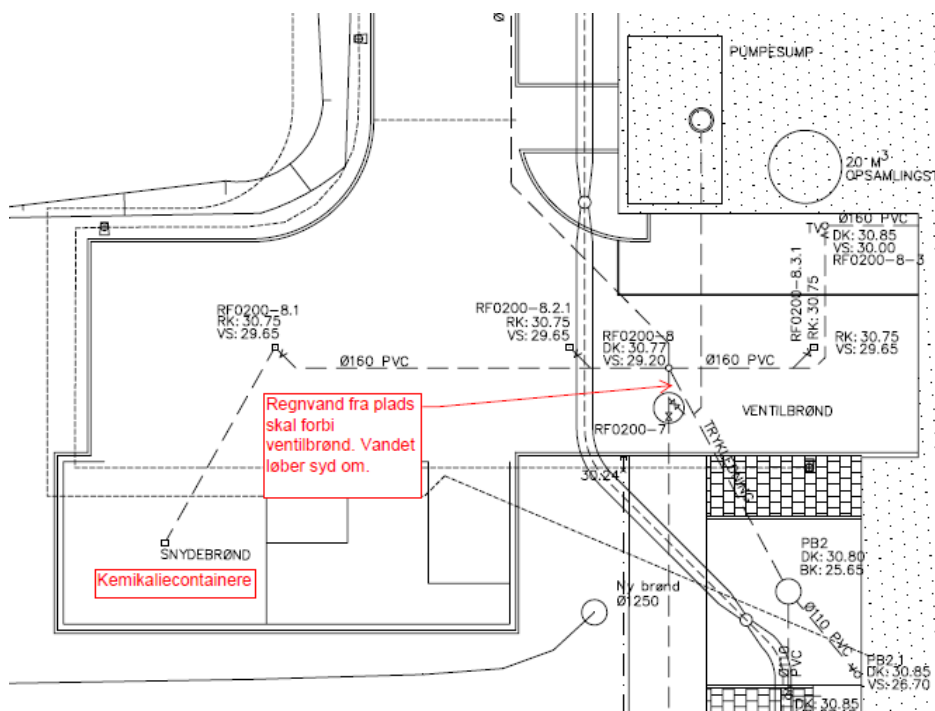 Ø
PUMPESUMP
20 M³
OPSAMLINGST
Ø160 PVC
TV
DK: 30.85
VS: 30.00
RF0200-8-3
RF0200-8.3.1
RK: 30.75
RF0200-8.1
RK: 30.75
VS: 29.65
RF0200-8.2.1
RK: 30.75
VS: 29.65
RF0200-8
DK: 30.77
VS: 29.20
RK: 30.75
VS: 29.65
Ø160 PVC
Ø160 PVC
Regnvand fra plads
skal forbi
ventilbrønd. Vandet
løber syd om.
VENTILBRØND
RF0200-7
TRYKLEDNING
30.24
SNYDEBRØND
Kemikaliecontainere
PB2
DK: 30.80
BK: 25.65
Ny brønd
Ø1250
Ø110 PVC
Ø110
PVC
PB2.1
DK: 30.85
VS: 26.70
DK: 30.85